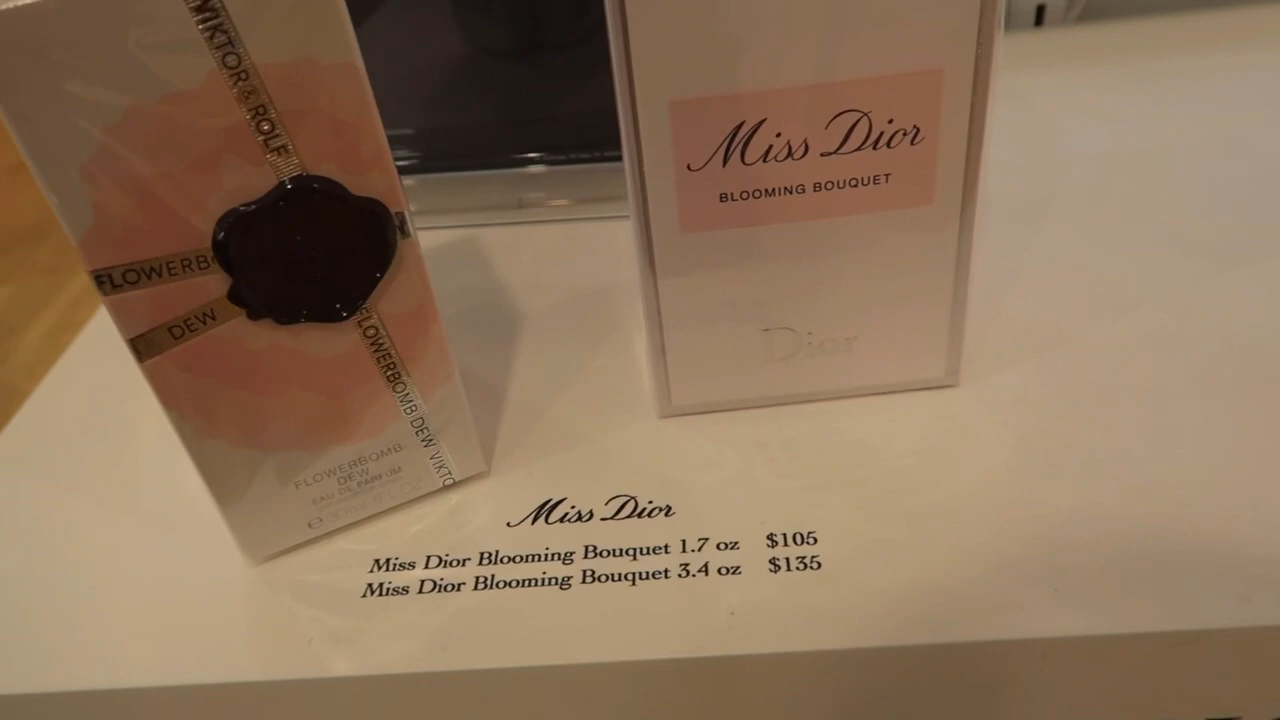 VIKTOR & ROLF
FLOWERB
DEW
FLOWERBOMB DEW VIKTO
FLOWERBOMB
DEW
EAU DE PARFUM
Miss Dior
BLOOMING BOUQUET
Dior
Miss Dior
Miss Dior Blooming Bouquet 1.7 oz $105
Miss Dior Blooming Bouquet 3.4 oz $135